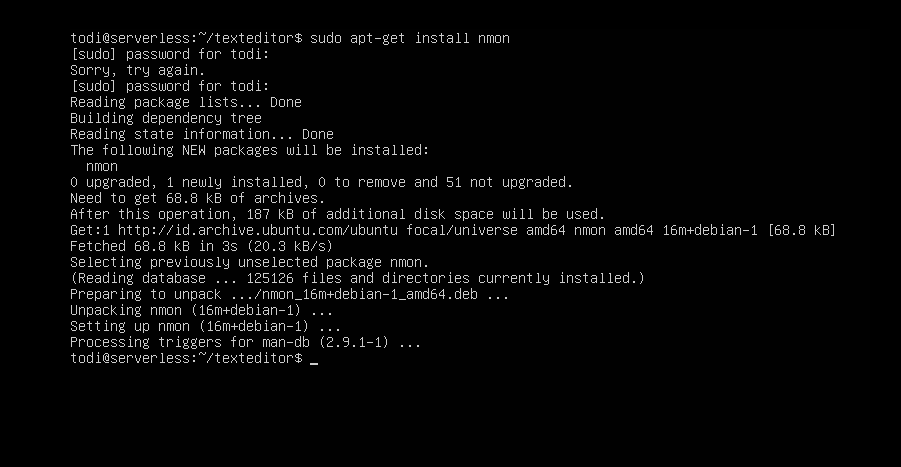 todi@serverless:~/texteditor$ sudo apt-get install nmon
[sudo] password for todi:
Sorry, try again.
[sudo] password for todi:
Reading package lists... Done
Building dependency tree
Reading state information... Done
The following NEW packages will be installed:
  nmon
0 upgraded, 1 newly installed, 0 to remove and 51 not upgraded.
Need to get 68.8 kB of archives.
After this operation, 187 kB of additional disk space will be used.
Get:1 http://id.archive.ubuntu.com/ubuntu focal/universe amd64 nmon amd64 16m+debian-1 [68.8 kB]
Fetched 68.8 kB in 3s (20.3 kB/s)
Selecting previously unselected package nmon.
(Reading database ... 125126 files and directories currently installed.)
Preparing to unpack .../nmon_16m+debian-1_amd64.deb ...
Unpacking nmon (16m+debian-1) ...
Setting up nmon (16m+debian-1) ...
Processing triggers for man-db (2.9.1-1) ...
todi@serverless:~/texteditor$ _